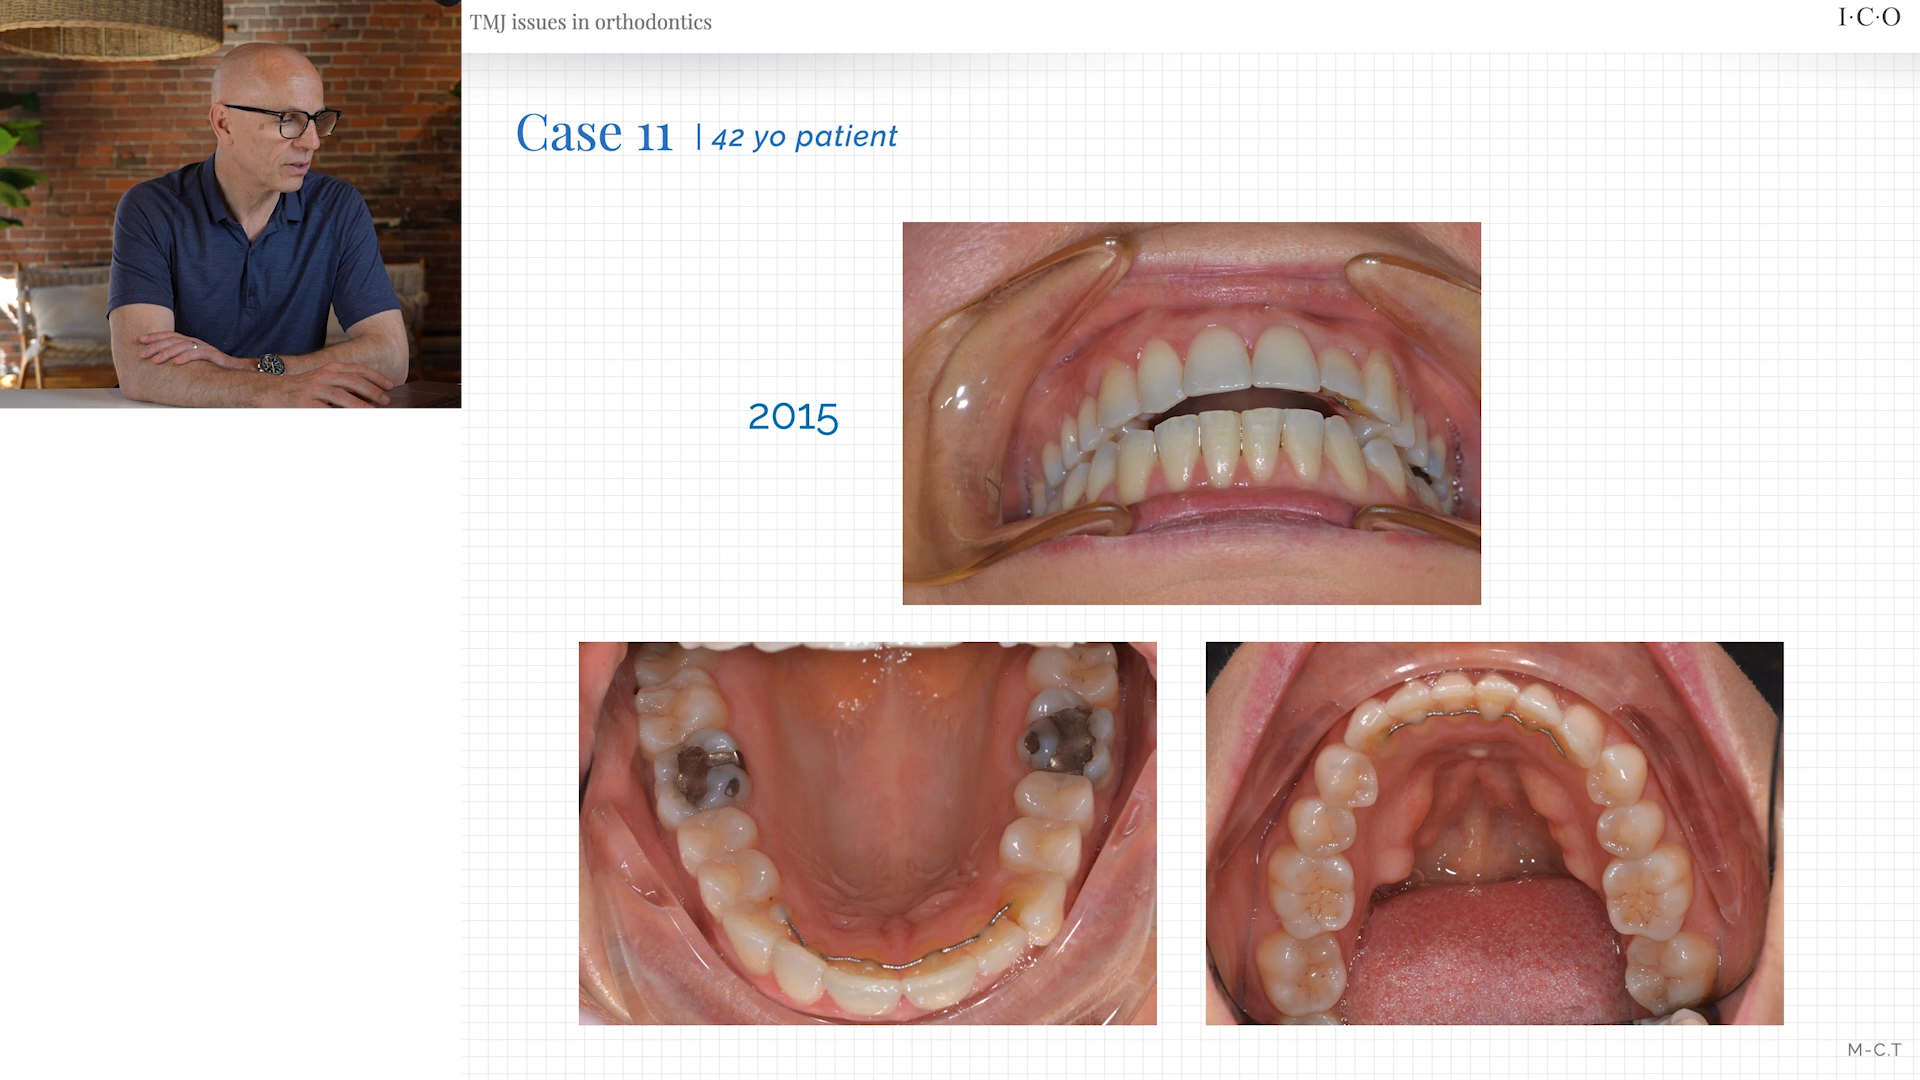 TMJ issues in orthodontics
I·C·O
Case 11 | 42 yo patient
2015
M-C.T